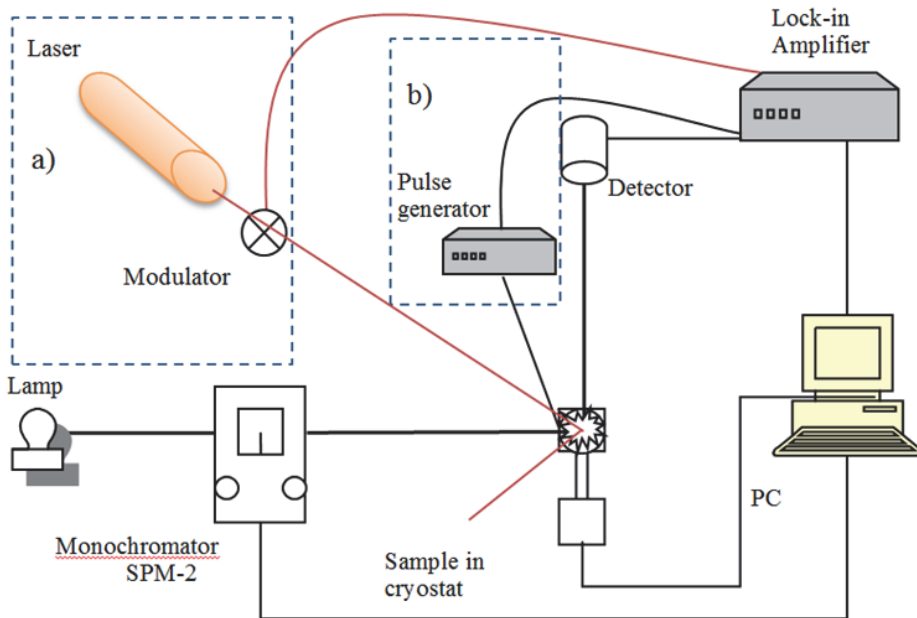 Laser
a)
Modulator
b)
Pulse
generator
Detector
Lock-in
Amplifier
Lamp
Monochromator
SPM-2
Sample in
cryostat
PC